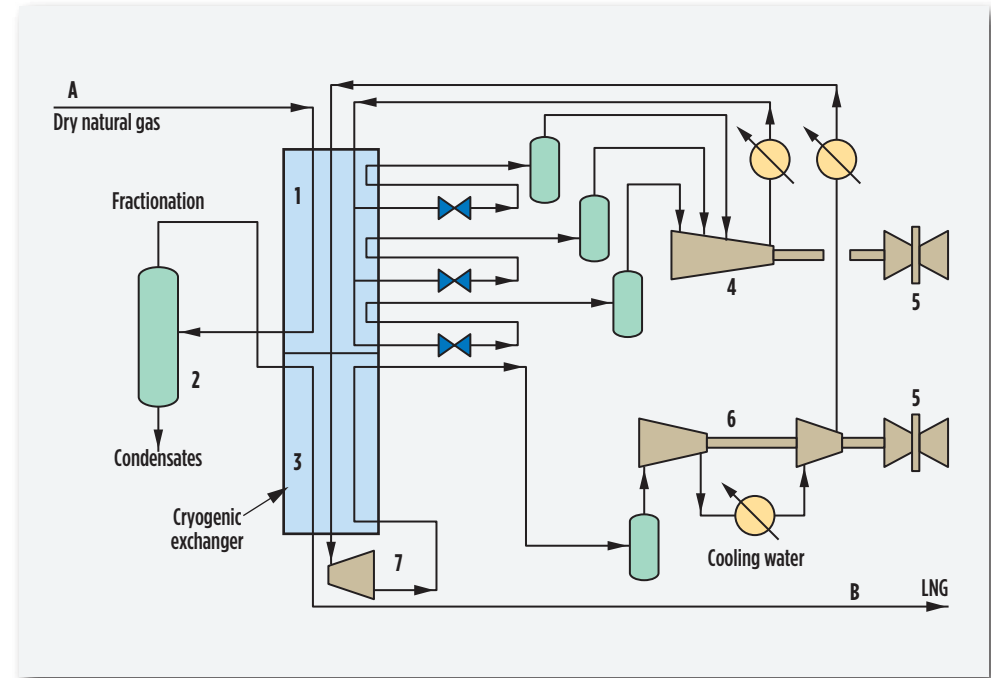 A
Dry natural gas
1
Fractionation
4
5
2
5
6
Condensates
3
Cryogenic
exchanger
7
Cooling water
B
LNG